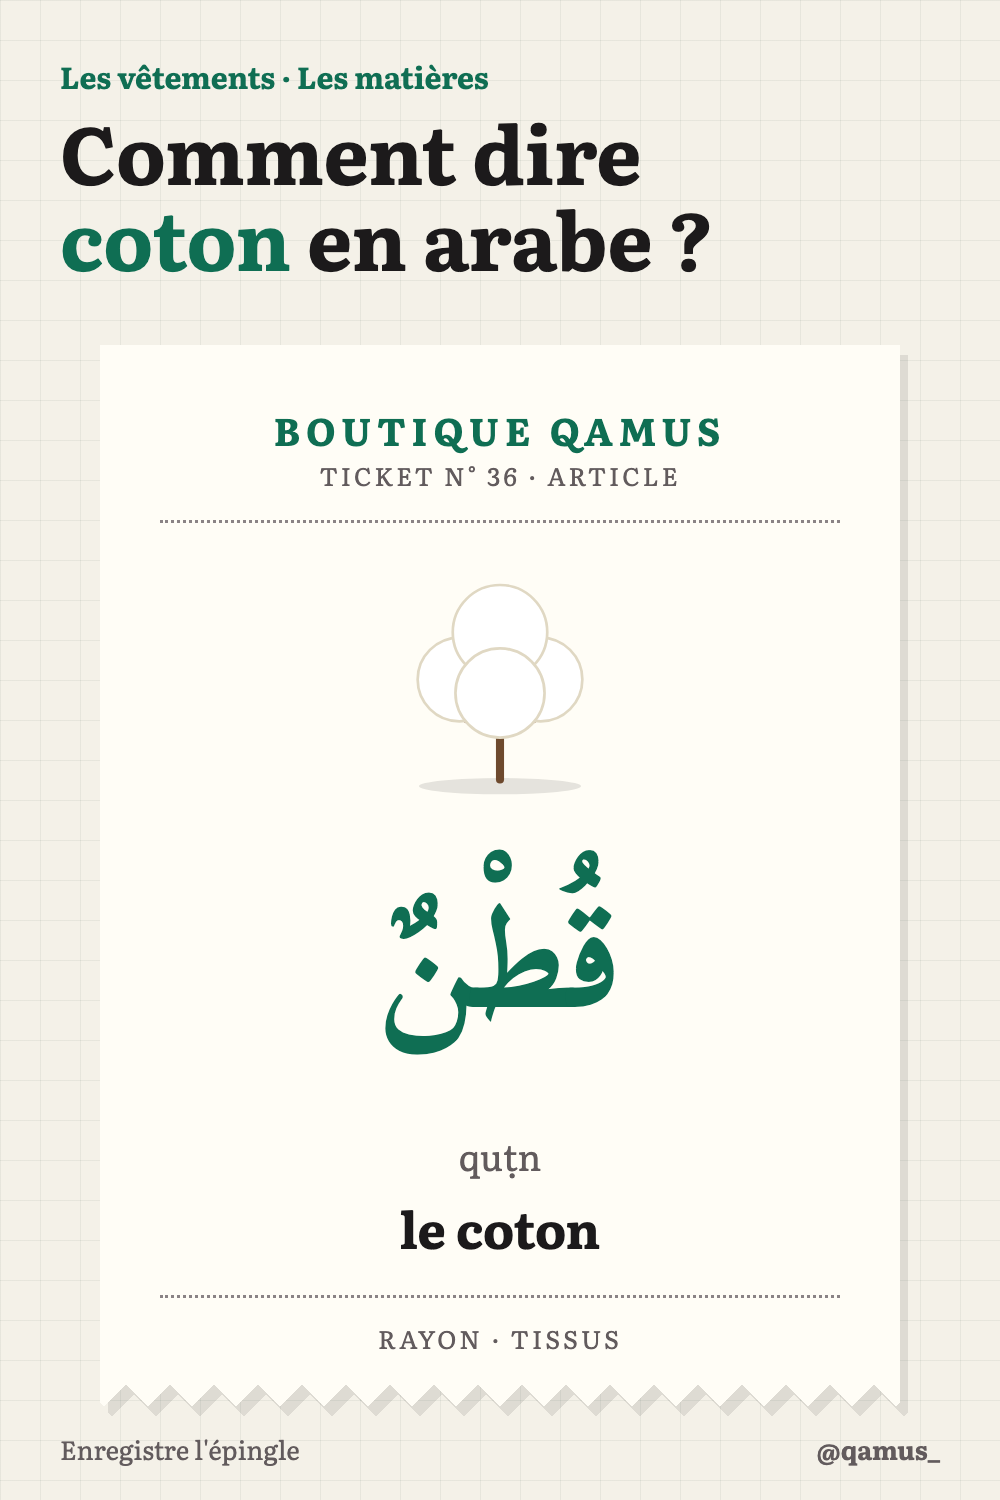 Les vêtements · Les matières
Comment dire
coton en arabe ?
BOUTIQUE QAMUS
TICKET N° 36 · ARTICLE
قُطْنٌ
quṭn
le coton
RAYON · TISSUS
Enregistre l'épingle
@qamus_